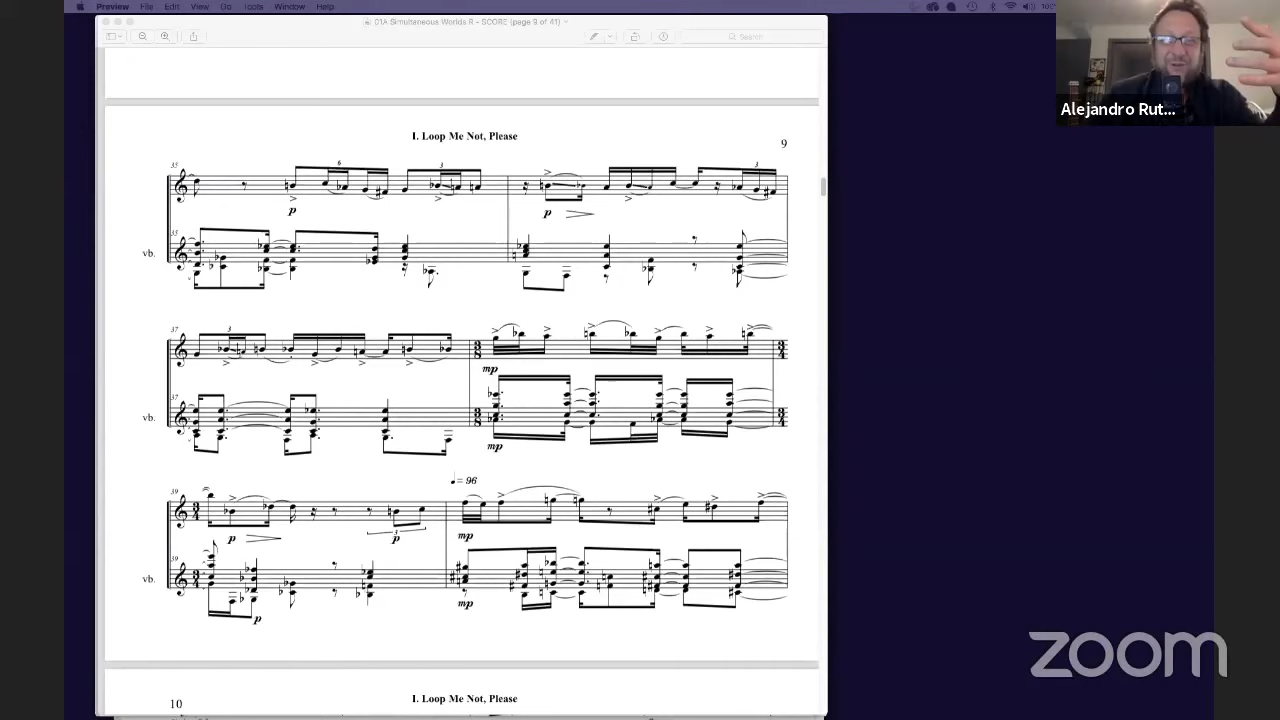 Preview File Edit View Go Tools Window Help
01A Simultaneous Worlds R - SCORE (page 9 of 41)
Search
Alejandro Rut...
I. Loop Me Not, Please
9
35
6
3
3
p
p
35
vb.
37
3
mp
37
vb.
mp
♩ = 96
39
p
3
p
mp
39
vb.
p
mp
10
I. Loop Me Not, Please
zoom